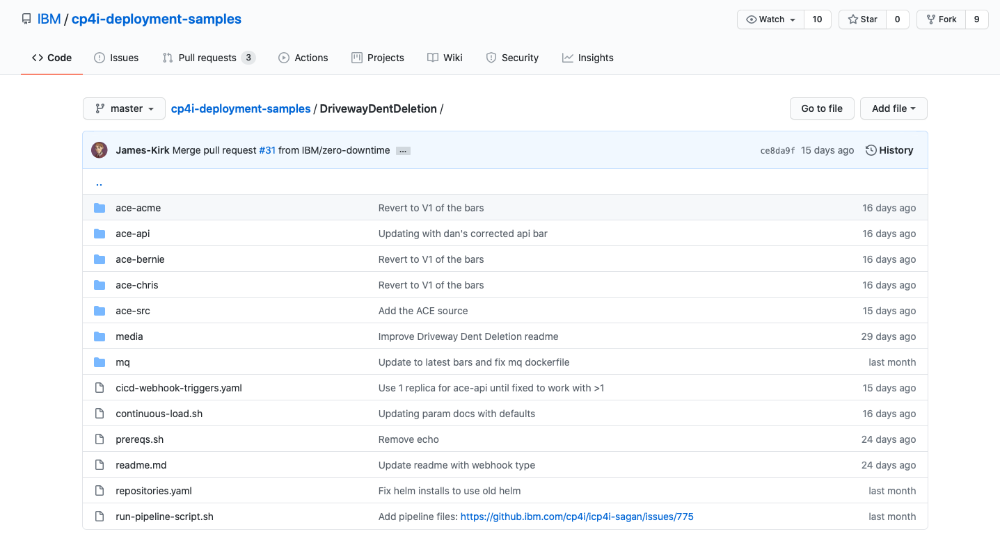 IBM / cp4i-deployment-samples
Watch 10 Star 0 Fork 9
Code Issues Pull requests 3 Actions Projects Wiki Security Insights
master cp4i-deployment-samples / DrivewayDentDeletion / Go to file Add file
James-Kirk Merge pull request #31 from IBM/zero-downtime ... ce8da9f 15 days ago History
..
ace-acme Revert to V1 of the bars 16 days ago
ace-api Updating with dan's corrected api bar 16 days ago
ace-bernie Revert to V1 of the bars 16 days ago
ace-chris Revert to V1 of the bars 16 days ago
ace-src Add the ACE source 15 days ago
media Improve Driveway Dent Deletion readme 29 days ago
mq Update to latest bars and fix mq dockerfile last month
cicd-webhook-triggers.yaml Use 1 replica for ace-api until fixed to work with >1 15 days ago
continuous-load.sh Updating param docs with defaults 16 days ago
prereqs.sh Remove echo 24 days ago
readme.md Update readme with webhook type 24 days ago
repositories.yaml Fix helm installs to use old helm last month
run-pipeline-script.sh Add pipeline files: https://github.ibm.com/cp4i/icp4i-sagan/issues/775 last month